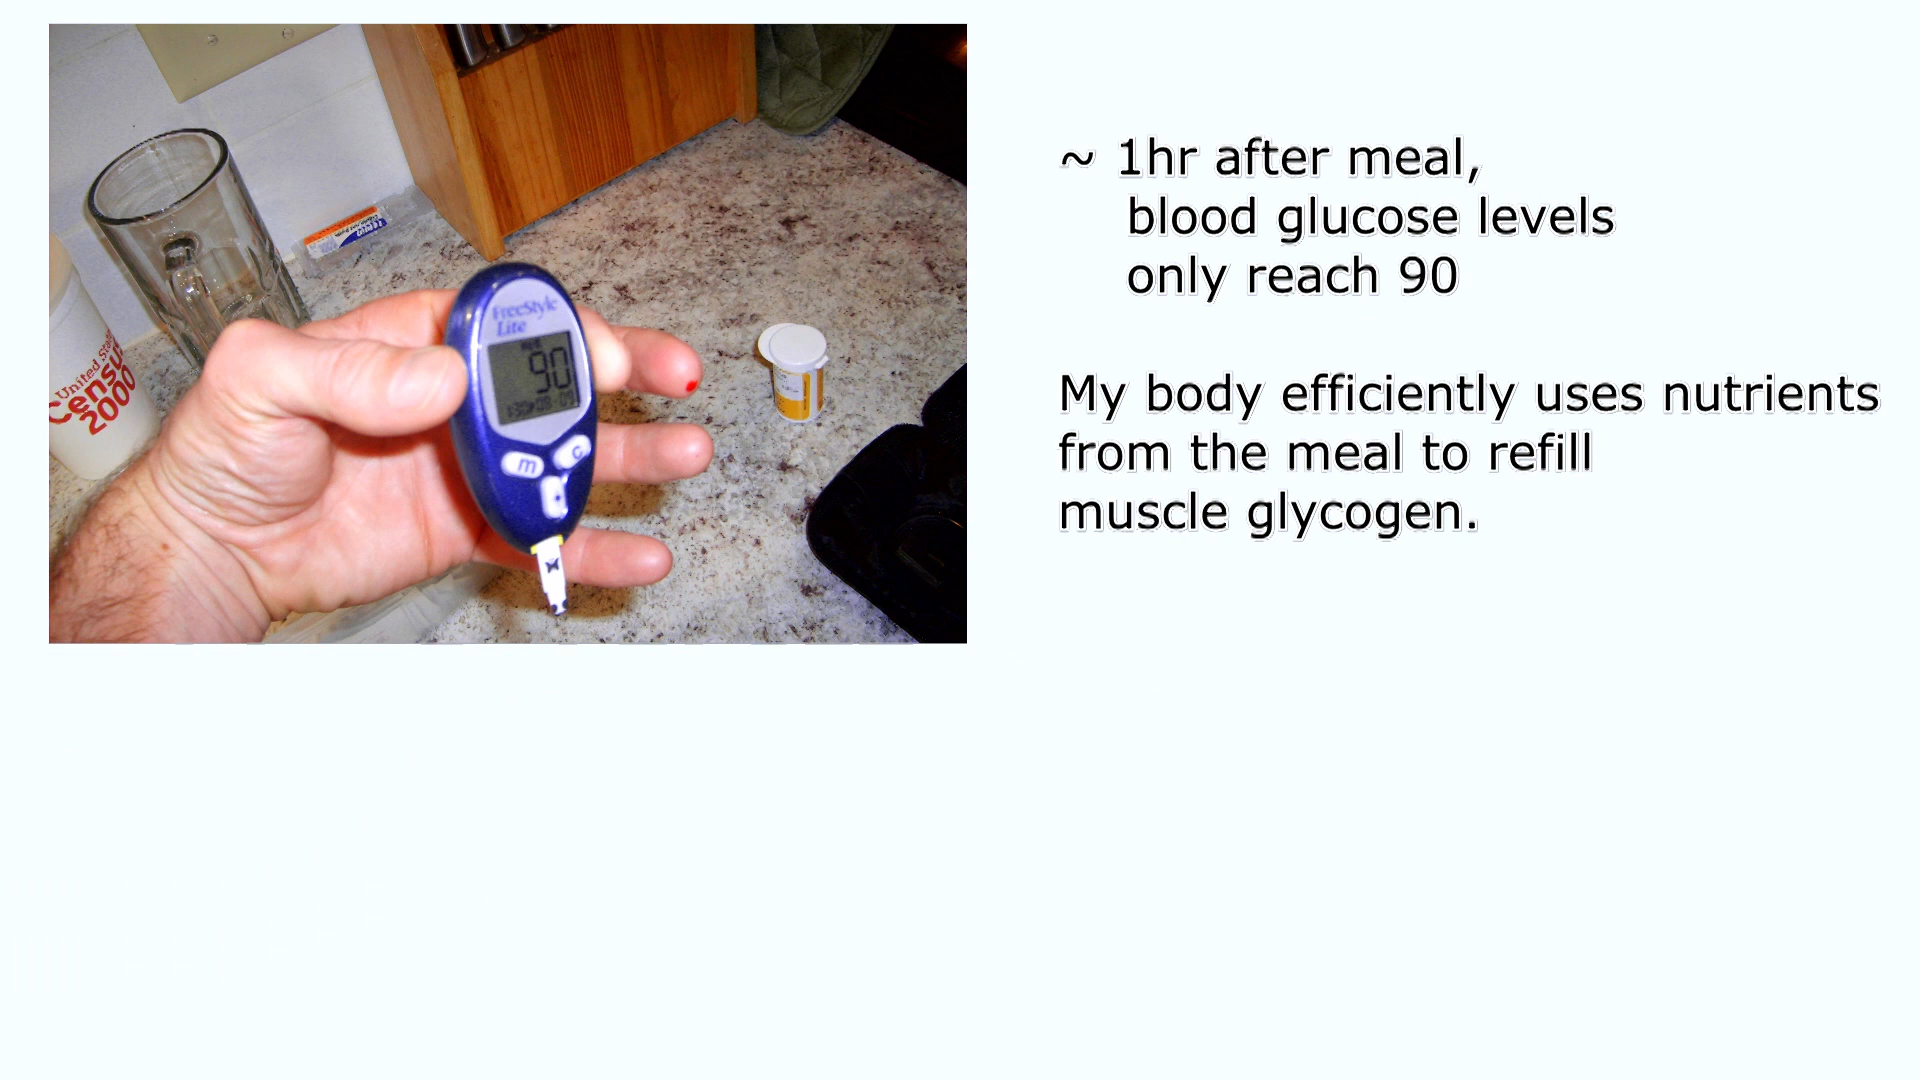 ~ 1hr after meal,
blood glucose levels
only reach 90
My body efficiently uses nutrients
from the meal to refill
muscle glycogen.
FreeStyle
Lite
90
m
c
United States
Census
2000